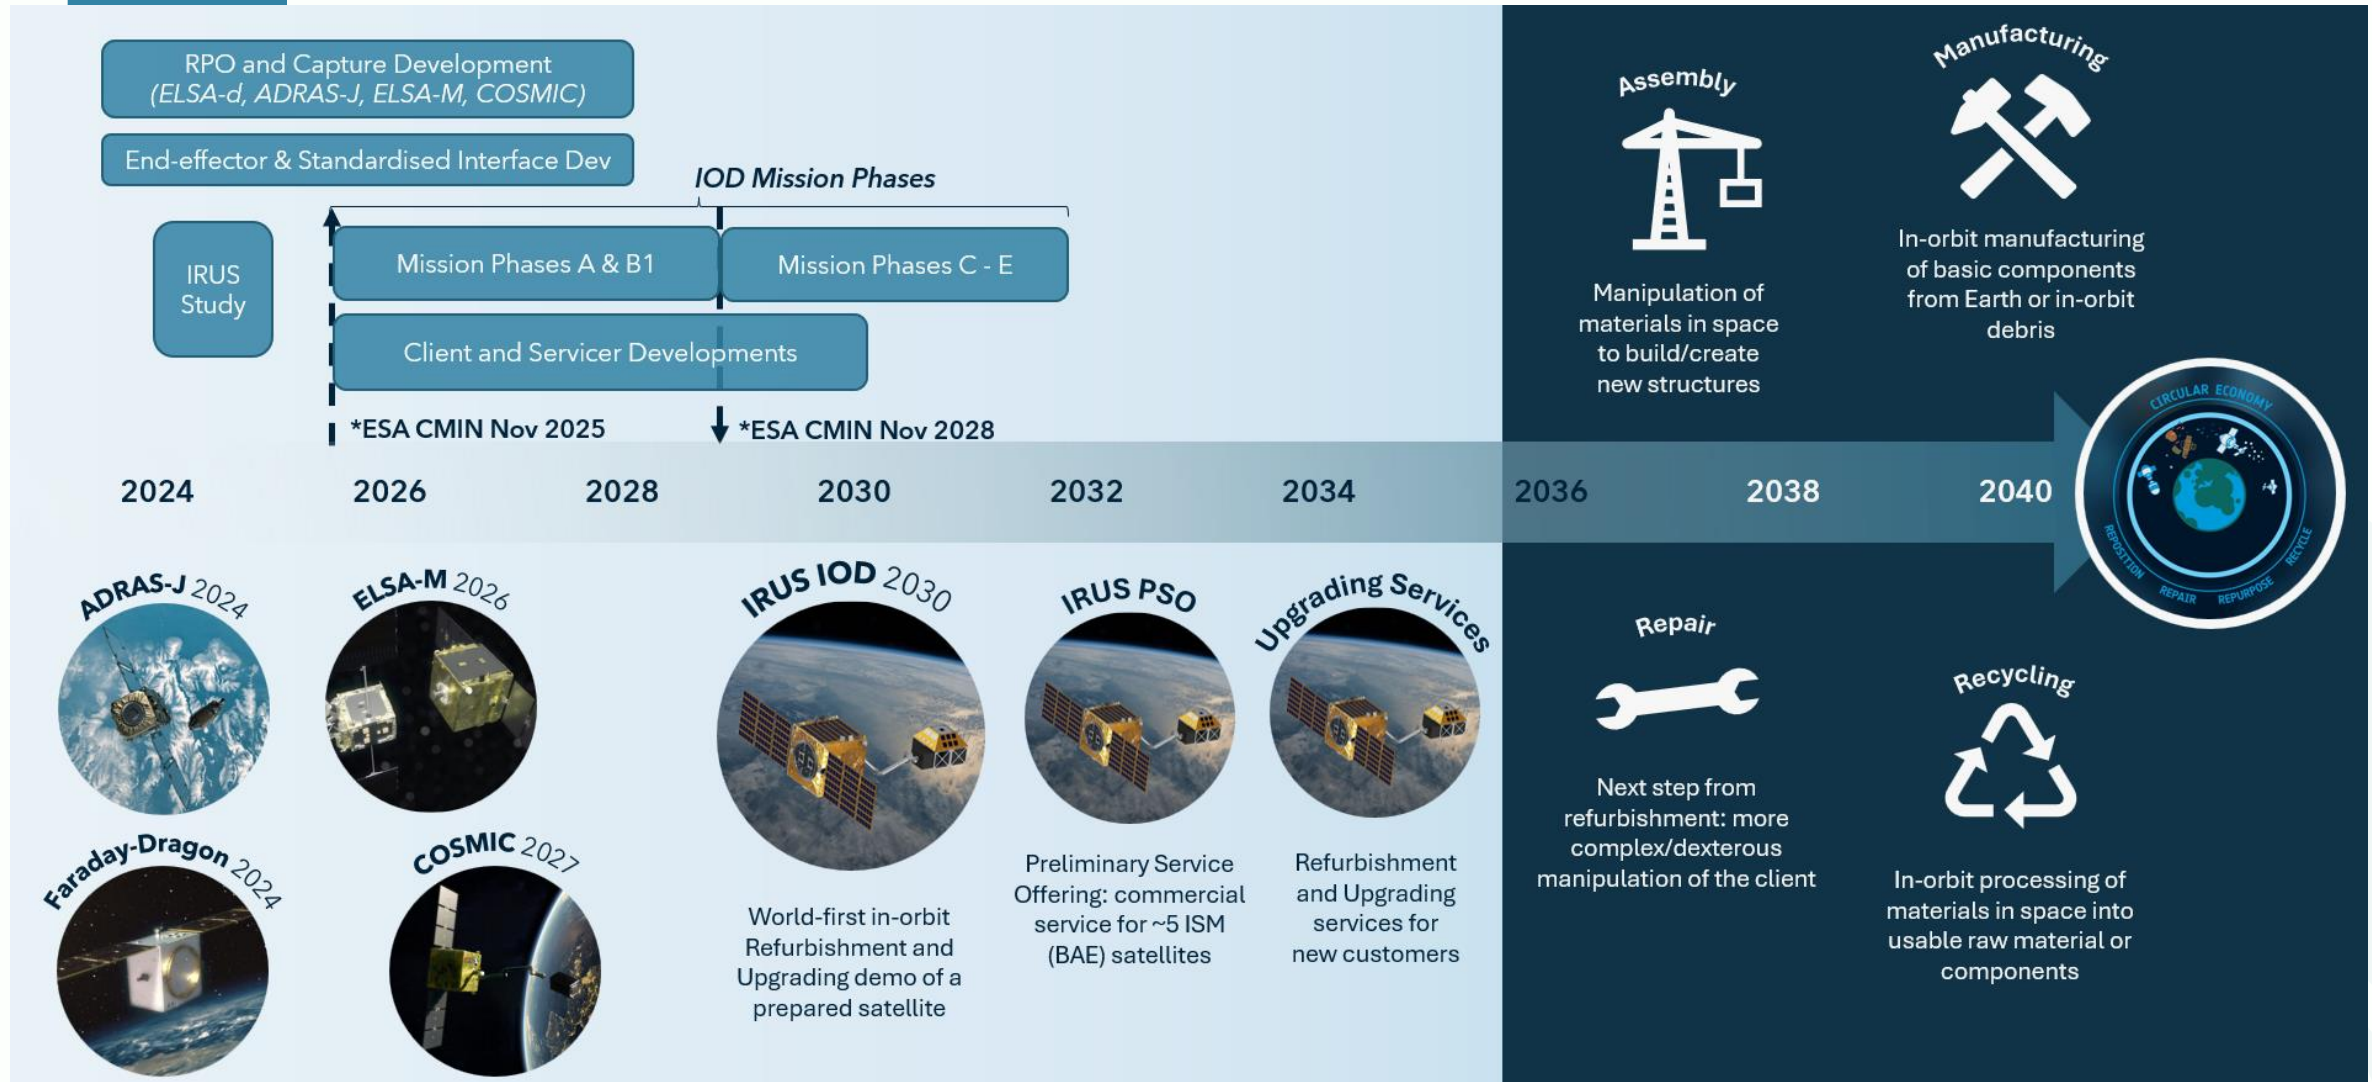 RPO and Capture Development
(ELSA-d, ADRAS-J, ELSA-M, COSMIC)
End-effector & Standardised Interface Dev
IOD Mission Phases
IRUS
Study
Mission Phases A & B1
Mission Phases C - E
Client and Servicer Developments
*ESA CMIN Nov 2025
*ESA CMIN Nov 2028
Assembly
Manipulation of
materials in space
to build/create
new structures
Manufacturing
In-orbit manufacturing
of basic components
from Earth or in-orbit
debris
2024
2026
2028
2030
2032
2034
2036
2038
2040
CIRCULAR ECONOMY
REPOSITION
REPAIR
REPURPOSE
RECYCLE
ADRAS-J 2024
ELSA-M 2026
Faraday-Dragon 2024
COSMIC 2027
IRUS IOD 2030
World-first in-orbit
Refurbishment and
Upgrading demo of a
prepared satellite
IRUS PSO
Preliminary Service
Offering: commercial
service for ~5 ISM
(BAE) satellites
Upgrading Services
Refurbishment
and Upgrading
services for
new customers
Repair
Next step from
refurbishment: more
complex/dexterous
manipulation of the client
Recycling
In-orbit processing of
materials in space into
usable raw material or
components